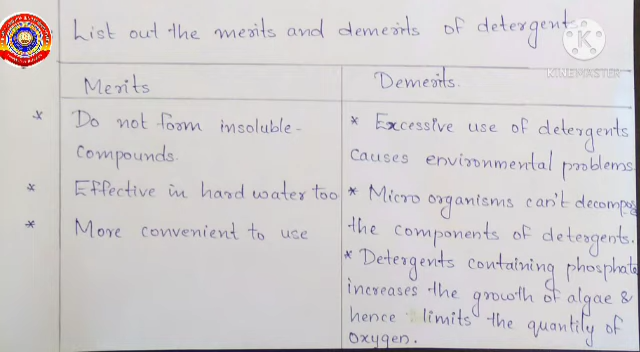 List out the merits and demerits of detergent
KINEMASTER
Merits
* Do not form insoluble-
compounds.
* Effective in hard water too
* More convenient to use
Demerits.
* Excessive use of detergents
causes environmental problems
* Micro organisms can't decompos
the components of detergents.
* Detergents containing phosphate
increases the growth of algae &
hence limits the quantity of
oxygen.